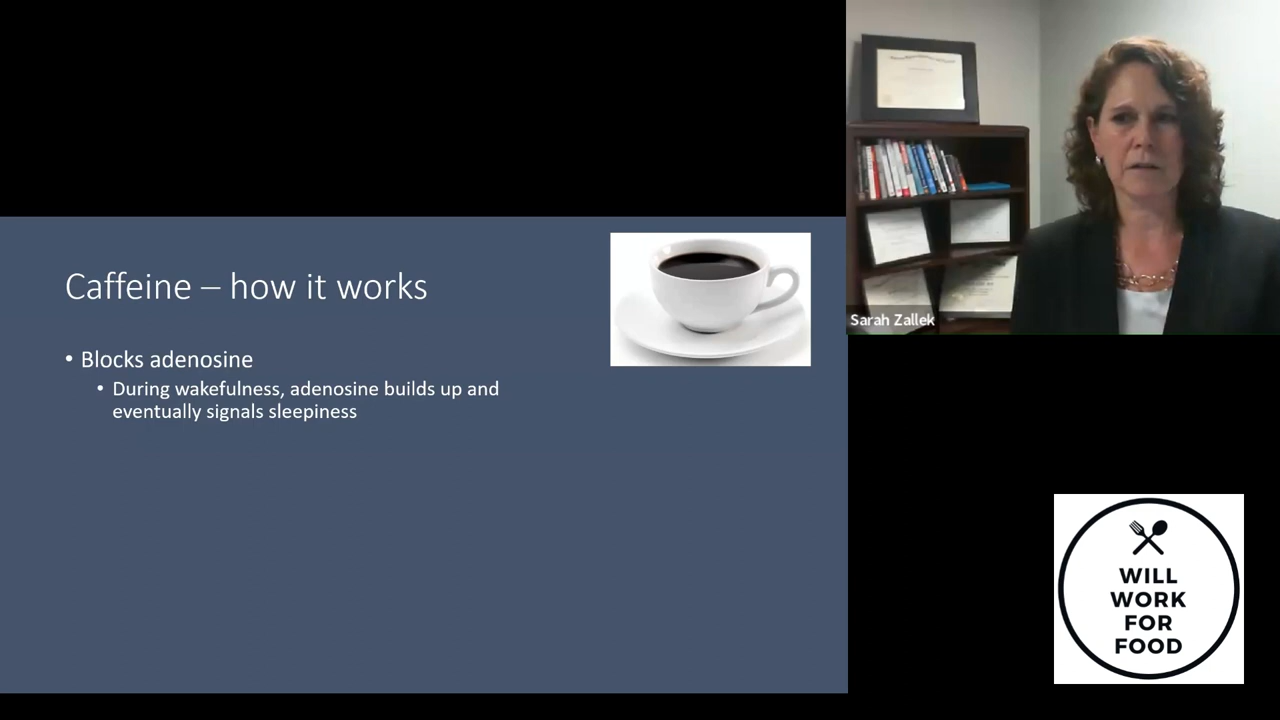 Caffeine – how it works
• Blocks adenosine
• During wakefulness, adenosine builds up and
eventually signals sleepiness
Sarah Zallek
WILL
WORK
FOR
FOOD